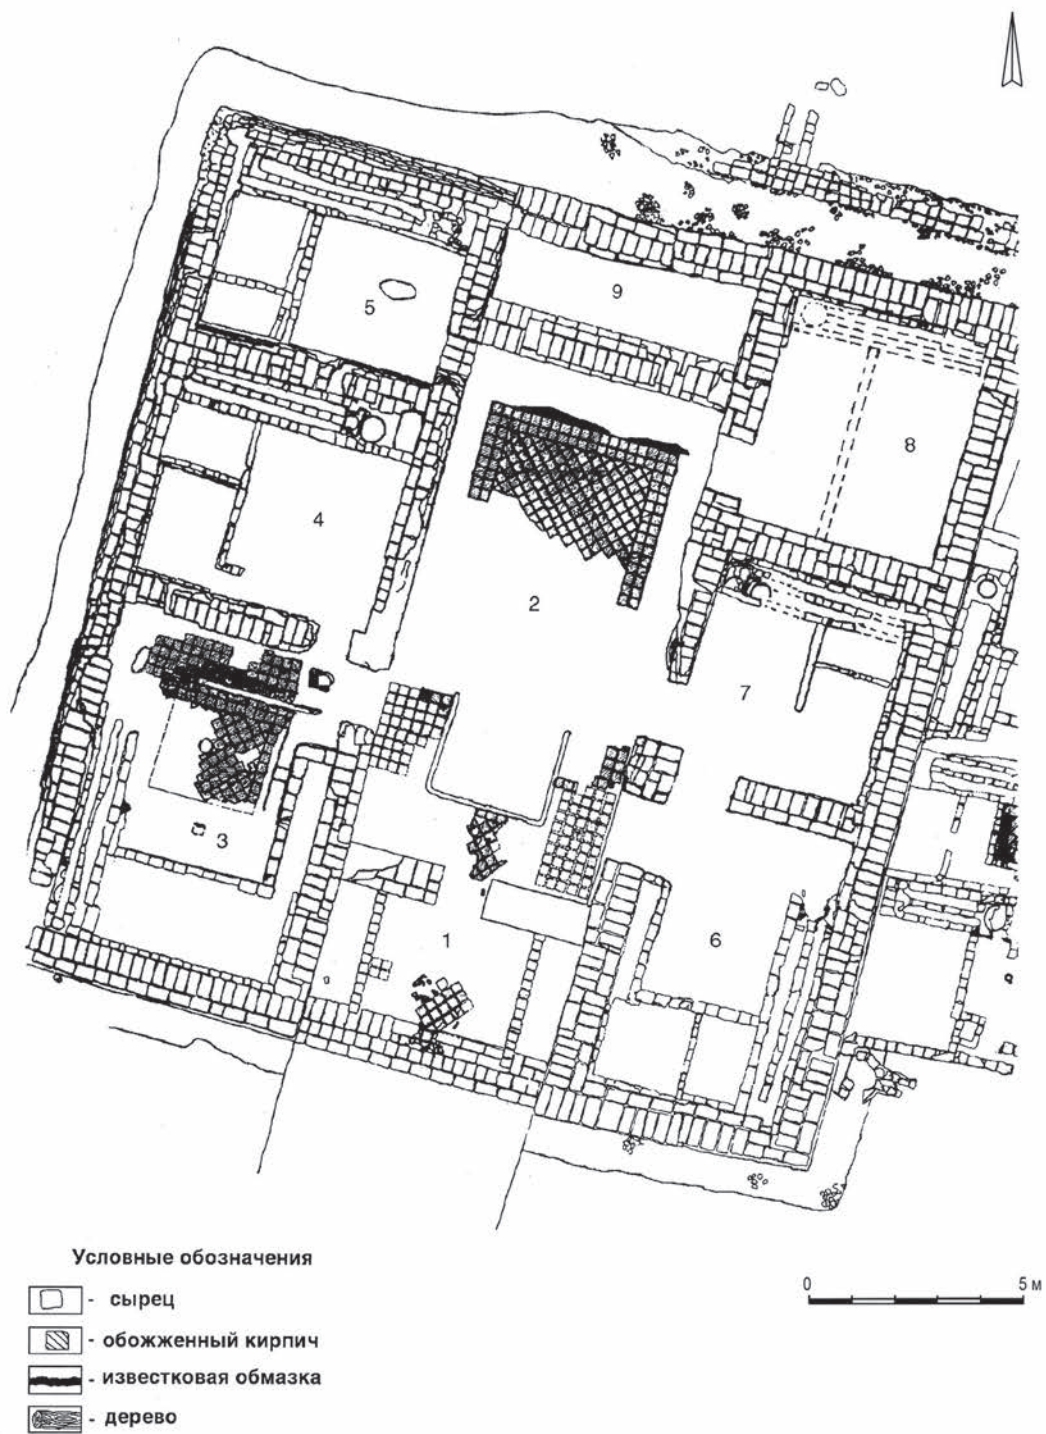 9
5
8
4
2
7
3
1
6
Условные обозначения
- сырец
- обожженный кирпич
- известковая обмазка
- дерево
0 5 м